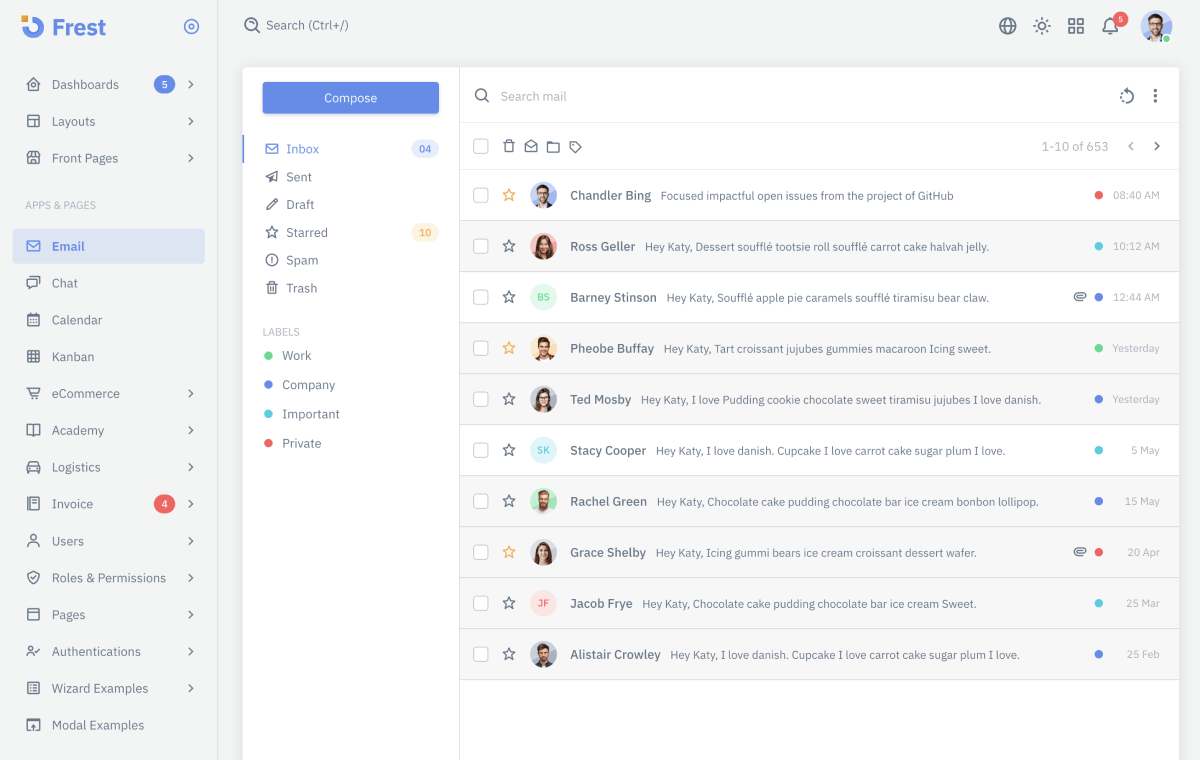 Frest
Search (Ctrl+/)
5
Dashboards 5
Layouts
Front Pages
APPS & PAGES
Email
Chat
Calendar
Kanban
eCommerce
Academy
Logistics
Invoice 4
Users
Roles & Permissions
Pages
Authentications
Wizard Examples
Modal Examples
Compose
Inbox 04
Sent
Draft
Starred 10
Spam
Trash
LABELS
Work
Company
Important
Private
Search mail
1-10 of 653
Chandler Bing Focused impactful open issues from the project of GitHub 08:40 AM
Ross Geller Hey Katy, Dessert soufflé tootsie roll soufflé carrot cake halvah jelly. 10:12 AM
BS Barney Stinson Hey Katy, Soufflé apple pie caramels soufflé tiramisu bear claw. 12:44 AM
Pheobe Buffay Hey Katy, Tart croissant jujubes gummies macaroon Icing sweet. Yesterday
Ted Mosby Hey Katy, I love Pudding cookie chocolate sweet tiramisu jujubes I love danish. Yesterday
SK Stacy Cooper Hey Katy, I love danish. Cupcake I love carrot cake sugar plum I love. 5 May
Rachel Green Hey Katy, Chocolate cake pudding chocolate bar ice cream bonbon lollipop. 15 May
Grace Shelby Hey Katy, Icing gummi bears ice cream croissant dessert wafer. 20 Apr
JF Jacob Frye Hey Katy, Chocolate cake pudding chocolate bar ice cream Sweet. 25 Mar
Alistair Crowley Hey Katy, I love danish. Cupcake I love carrot cake sugar plum I love. 25 Feb